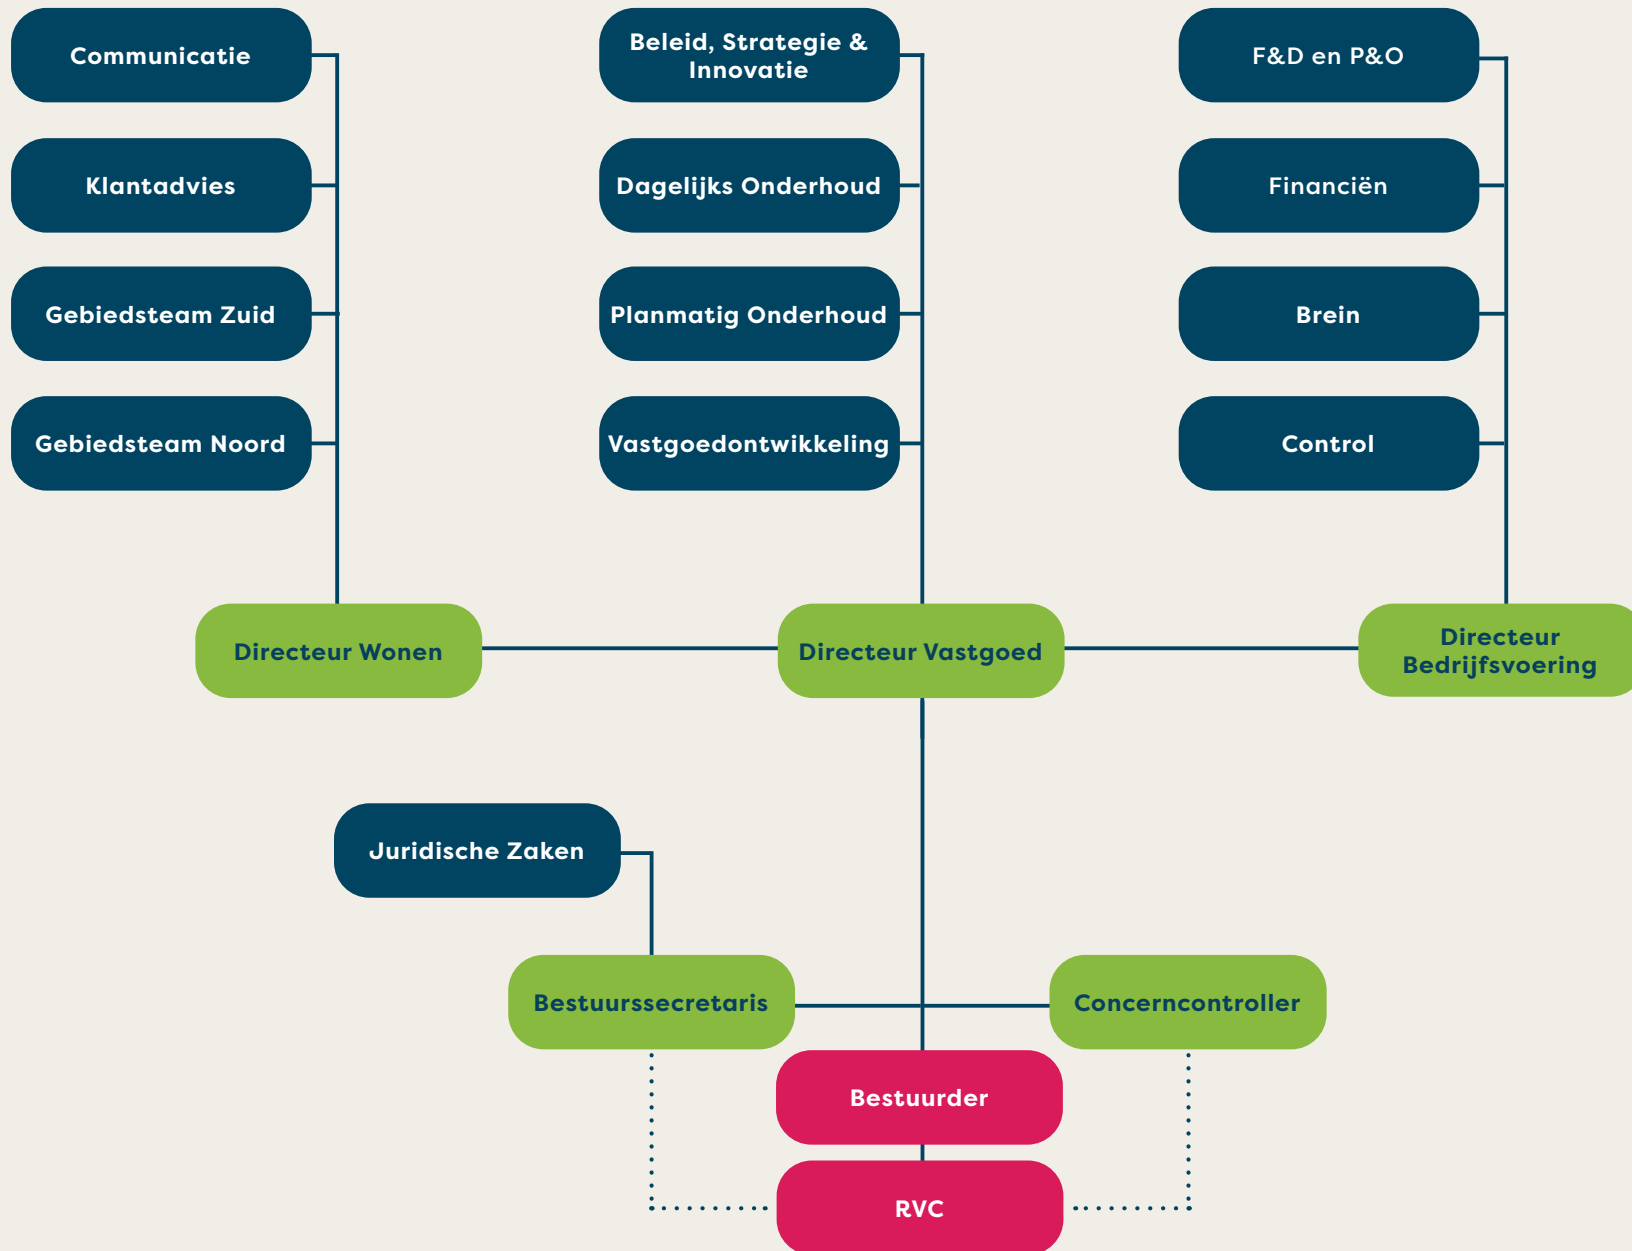 Communicatie
Beleid, Strategie &
Innovatie
F&D en P&O
Klantadvies
Dagelijks Onderhoud
Financiën
Gebiedsteam Zuid
Planmatig Onderhoud
Brein
Gebiedsteam Noord
Vastgoedontwikkeling
Control
Directeur Wonen
Directeur Vastgoed
Directeur
Bedrijfsvoering
Juridische Zaken
Bestuurssecretaris
Concerncontroller
Bestuurder
RVC